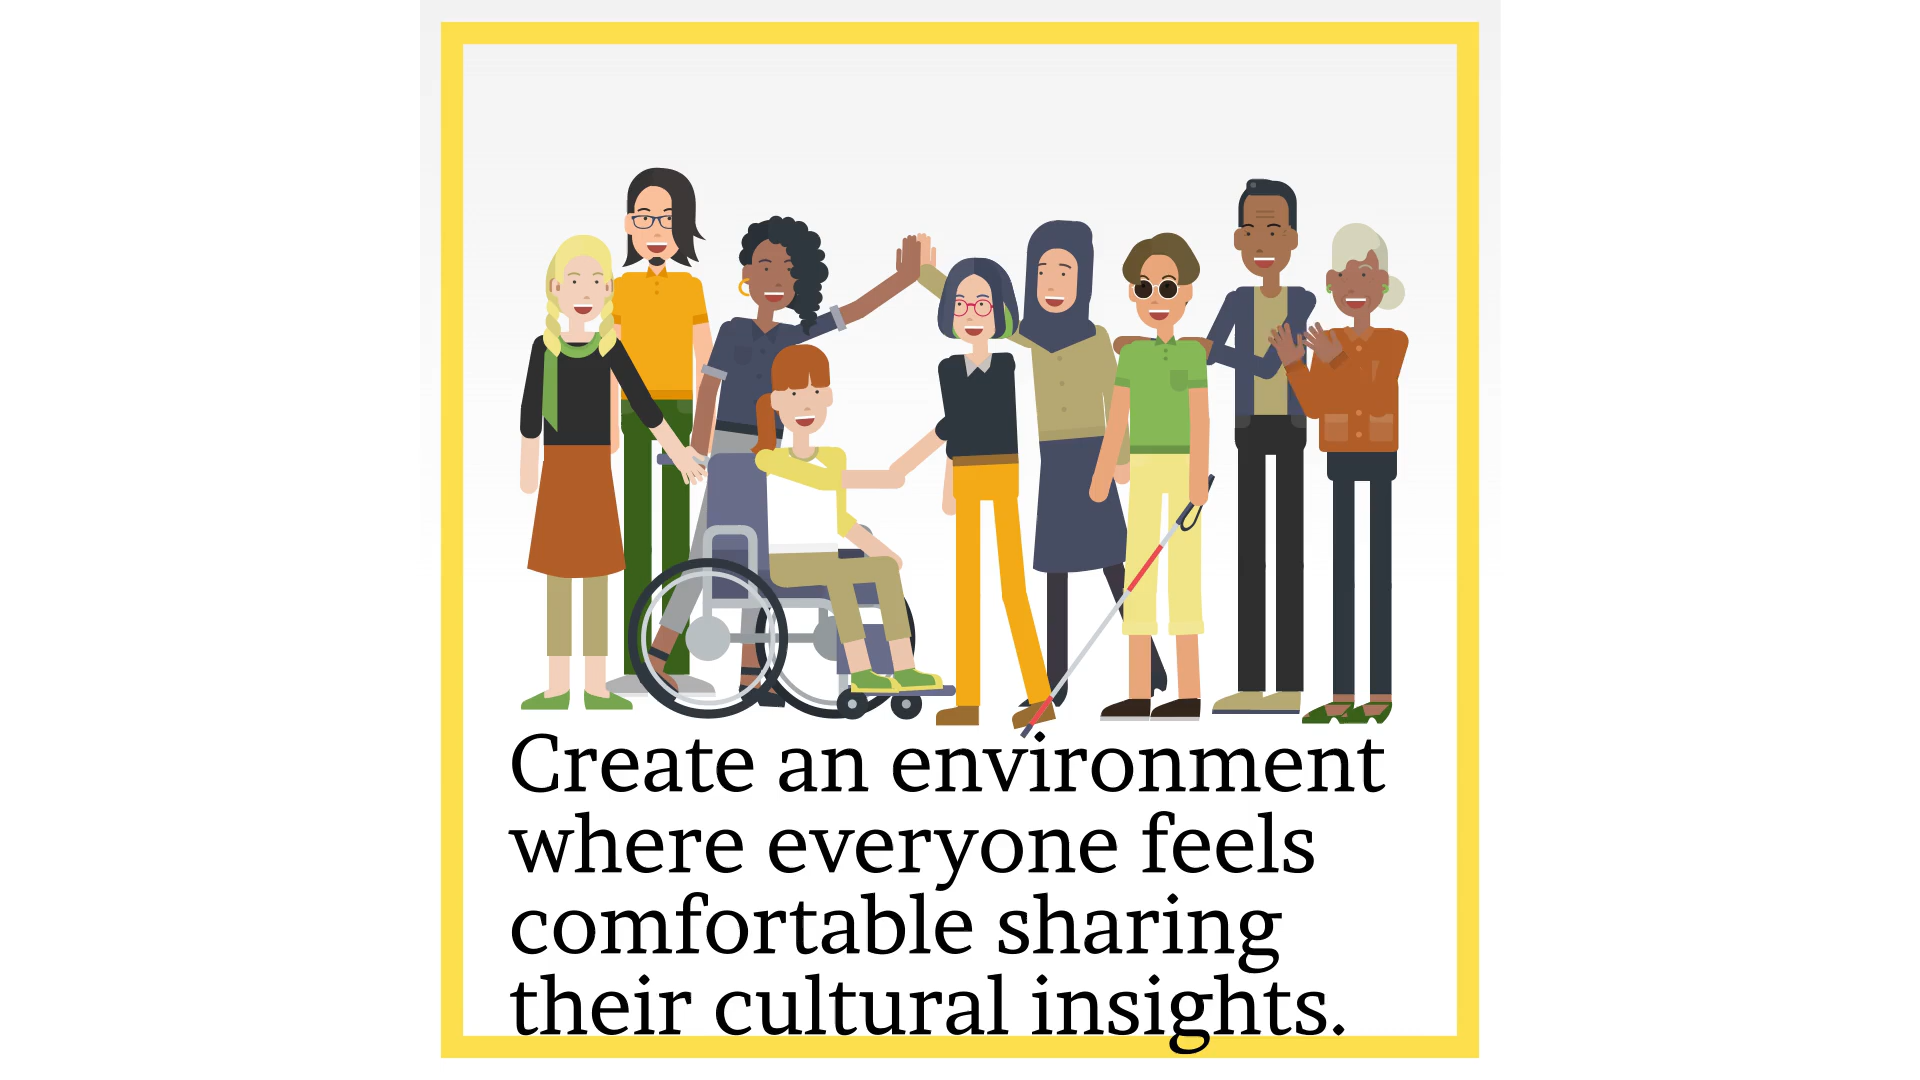 Create an environment
where everyone feels
comfortable sharing
their cultural insights.